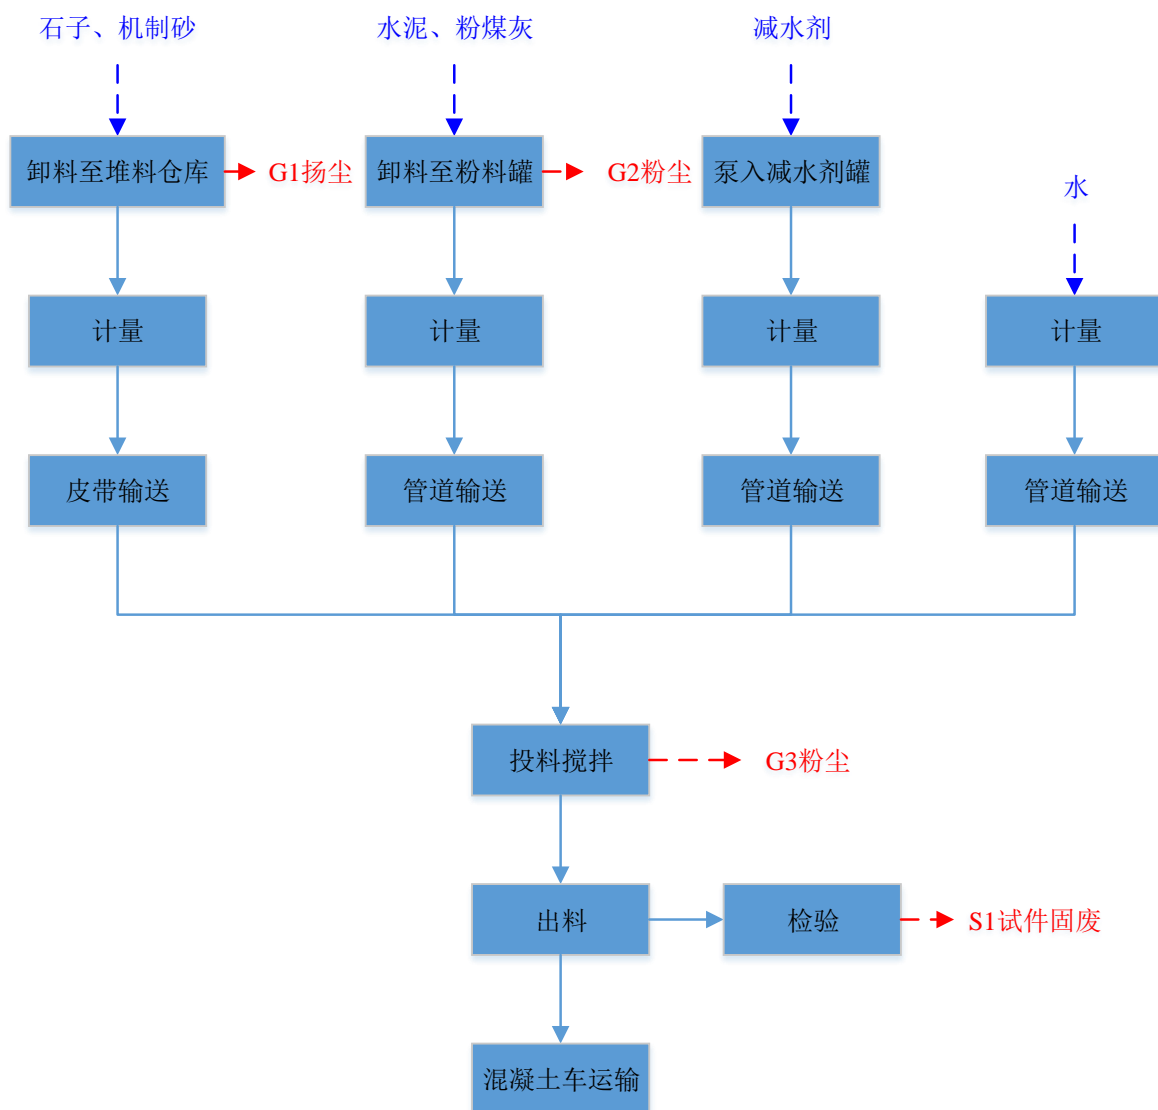 石子、机制砂
水泥、粉煤灰
减水剂
卸料至堆料仓库
G1扬尘
卸料至粉料罐
G2粉尘
泵入减水剂罐
水
计量
计量
计量
计量
皮带输送
管道输送
管道输送
管道输送
投料搅拌
G3粉尘
出料
检验
S1试件固废
混凝土车运输